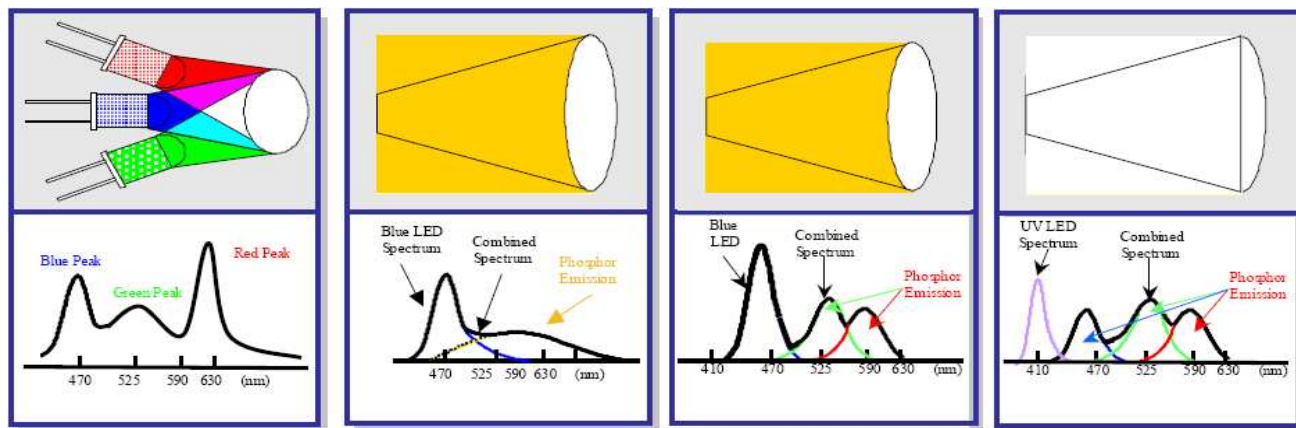 Blue Peak
Green Peak
Red Peak
470 525 590 630 (nm)
Blue LED
Spectrum
Combined
Spectrum
Phosphor
Emission
470 525 590 630 (nm)
Blue
LED
Combined
Spectrum
Phosphor
Emission
410 470 525 590 630 (nm)
UV LED
Spectrum
Combined
Spectrum
Phosphor
Emission
410 470 525 590 630 (nm)